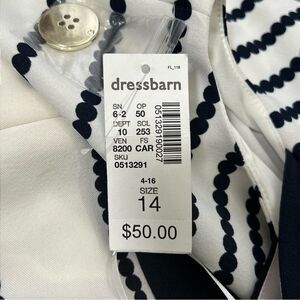 FL_118
dressbarn
SN OP
6-2 50
DEPT SCL
10 253
VEN FS
8200 CAR
SKU
0513291
0513291190027
4-16
SIZE
14
$50.00